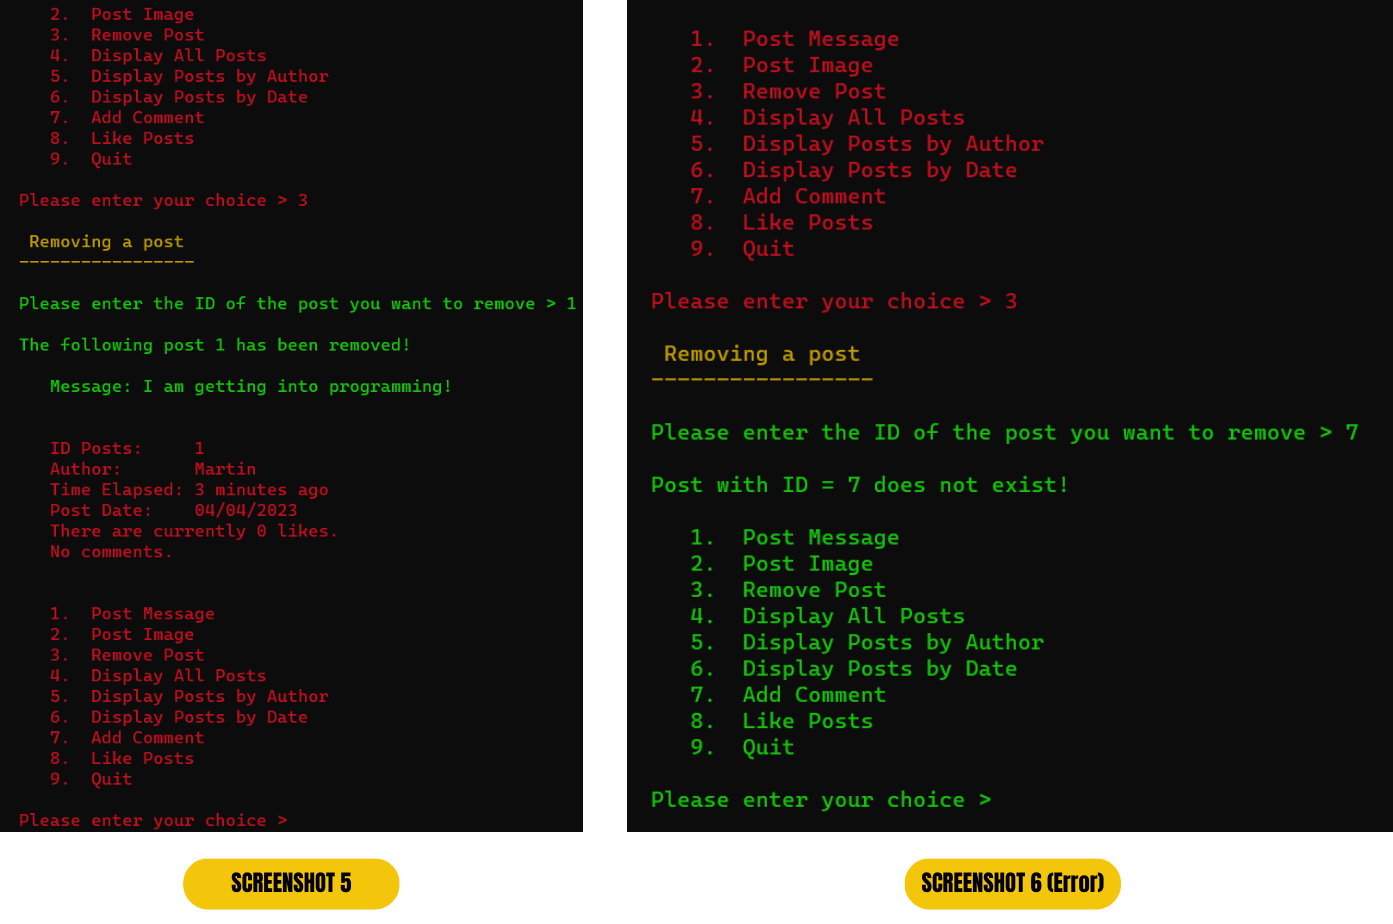 2.  Post Image
3.  Remove Post
4.  Display All Posts
5.  Display Posts by Author
6.  Display Posts by Date
7.  Add Comment
8.  Like Posts
9.  Quit
Please enter your choice > 3
Removing a post
-----------------
Please enter the ID of the post you want to remove > 1
The following post 1 has been removed!
Message: I am getting into programming!
ID Posts:     1
Author:       Martin
Time Elapsed: 3 minutes ago
Post Date:    04/04/2023
There are currently 0 likes.
No comments.
1.  Post Message
2.  Post Image
3.  Remove Post
4.  Display All Posts
5.  Display Posts by Author
6.  Display Posts by Date
7.  Add Comment
8.  Like Posts
9.  Quit
Please enter your choice >
SCREENSHOT 5
1.  Post Message
2.  Post Image
3.  Remove Post
4.  Display All Posts
5.  Display Posts by Author
6.  Display Posts by Date
7.  Add Comment
8.  Like Posts
9.  Quit
Please enter your choice > 3
Removing a post
-----------------
Please enter the ID of the post you want to remove > 7
Post with ID = 7 does not exist!
1.  Post Message
2.  Post Image
3.  Remove Post
4.  Display All Posts
5.  Display Posts by Author
6.  Display Posts by Date
7.  Add Comment
8.  Like Posts
9.  Quit
Please enter your choice >
SCREENSHOT 6 (Error)